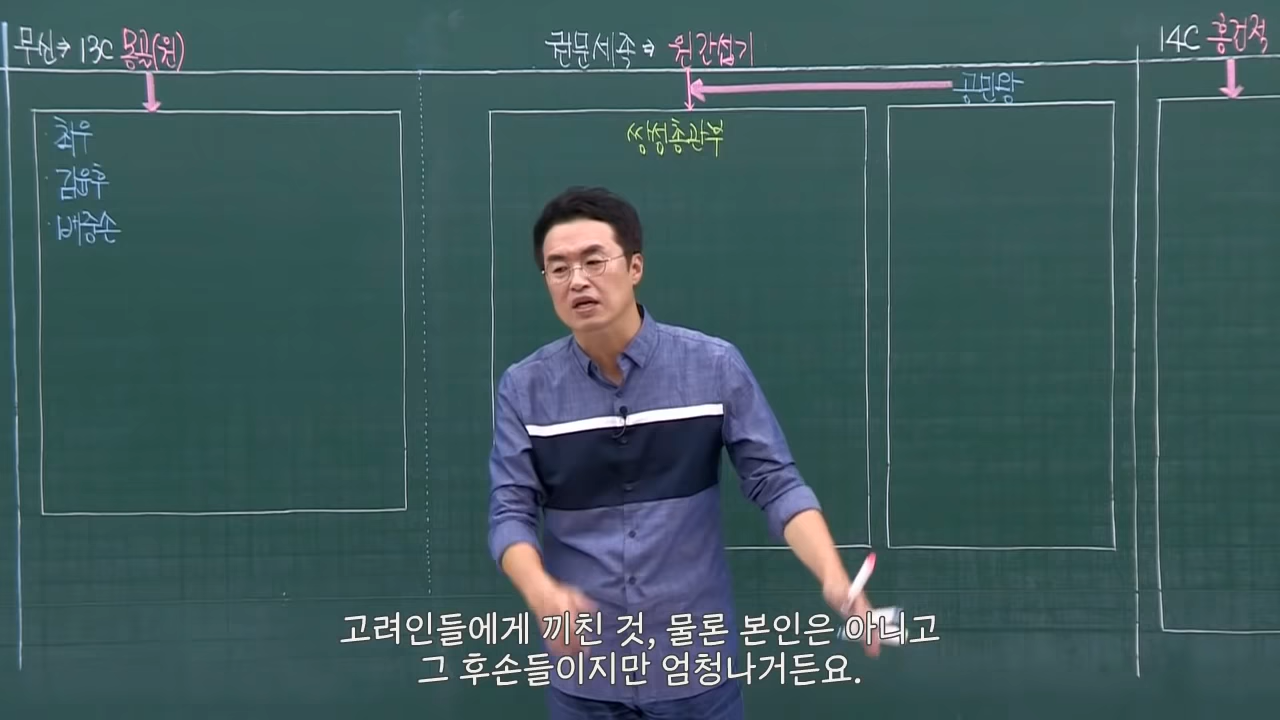 무신→ 13C 몽골(원)
권문세족 → 원간섭기
14C 홍건적
공민왕
쌍성총관부
· 최우
· 김윤후
· 배중손
고려인들에게 끼친 것, 물론 본인은 아니고
그 후손들이지만 엄청나거든요.